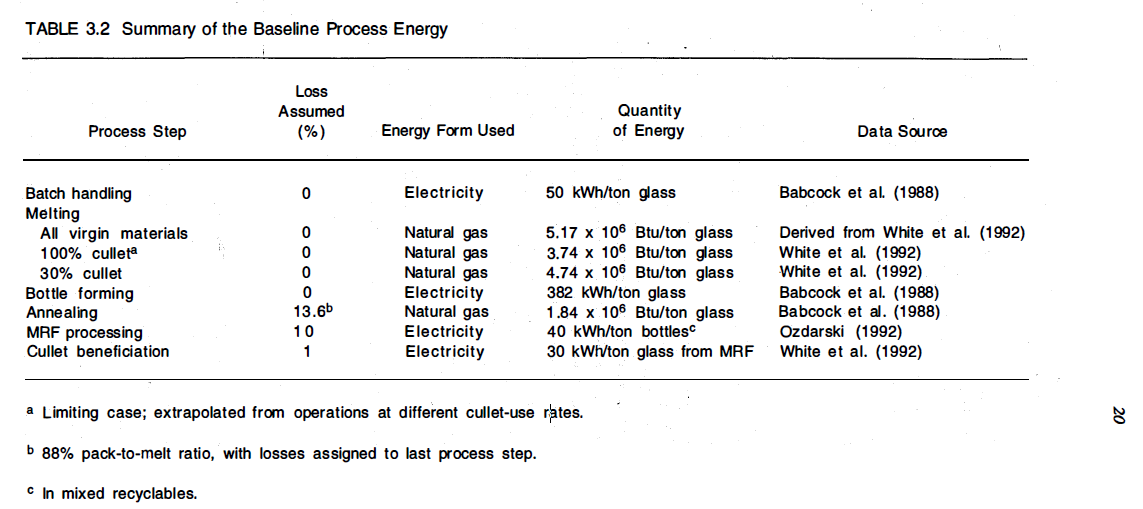 TABLE 3.2 Summary of the Baseline Process Energy
Loss
Assumed Quantity
Process Step (%) Energy Form Used of Energy Data Source
Batch handling 0 Electricity 50 kWh/ton glass Babcock et al. (1988)
Melting
All virgin materials 0 Natural gas 5.17 x 10⁶ Btu/ton glass Derived from White et al. (1992)
100% culletᵃ 0 Natural gas 3.74 x 10⁶ Btu/ton glass White et al. (1992)
30% cullet 0 Natural gas 4.74 x 10⁶ Btu/ton glass White et al. (1992)
Bottle forming 0 Electricity 382 kWh/ton glass Babcock et al. (1988)
Annealing 13.6ᵇ Natural gas 1.84 x 10⁶ Btu/ton glass Babcock et al. (1988)
MRF processing 10 Electricity 40 kWh/ton bottlesᶜ Ozdarski (1992)
Cullet beneficiation 1 Electricity 30 kWh/ton glass from MRF White et al. (1992)
ᵃ Limiting case; extrapolated from operations at different cullet-use rates.
ᵇ 88% pack-to-melt ratio, with losses assigned to last process step.
ᶜ In mixed recyclables.
20